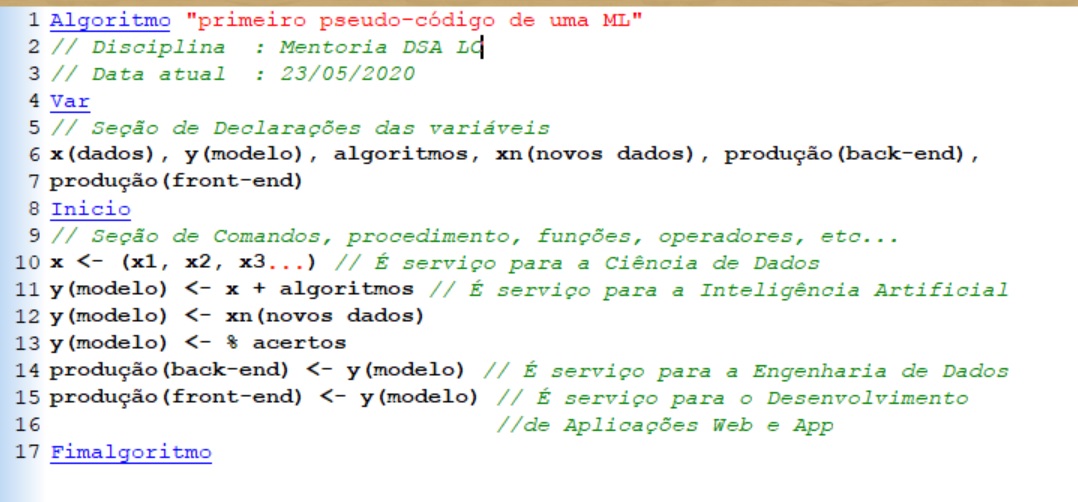 1 Algoritmo "primeiro pseudo-código de uma ML"
2 // Disciplina  : Mentoria DSA LC
3 // Data atual  : 23/05/2020
4 Var
5 // Seção de Declarações das variáveis
6 x(dados), y(modelo), algoritmos, xn(novos dados), produção(back-end),
7 produção(front-end)
8 Inicio
9 // Seção de Comandos, procedimento, funções, operadores, etc...
10 x <- (x1, x2, x3...) // É serviço para a Ciência de Dados
11 y(modelo) <- x + algoritmos // É serviço para a Inteligência Artificial
12 y(modelo) <- xn(novos dados)
13 y(modelo) <- % acertos
14 produção(back-end) <- y(modelo) // É serviço para a Engenharia de Dados
15 produção(front-end) <- y(modelo) // É serviço para o Desenvolvimento
16 //de Aplicações Web e App
17 Fimalgoritmo